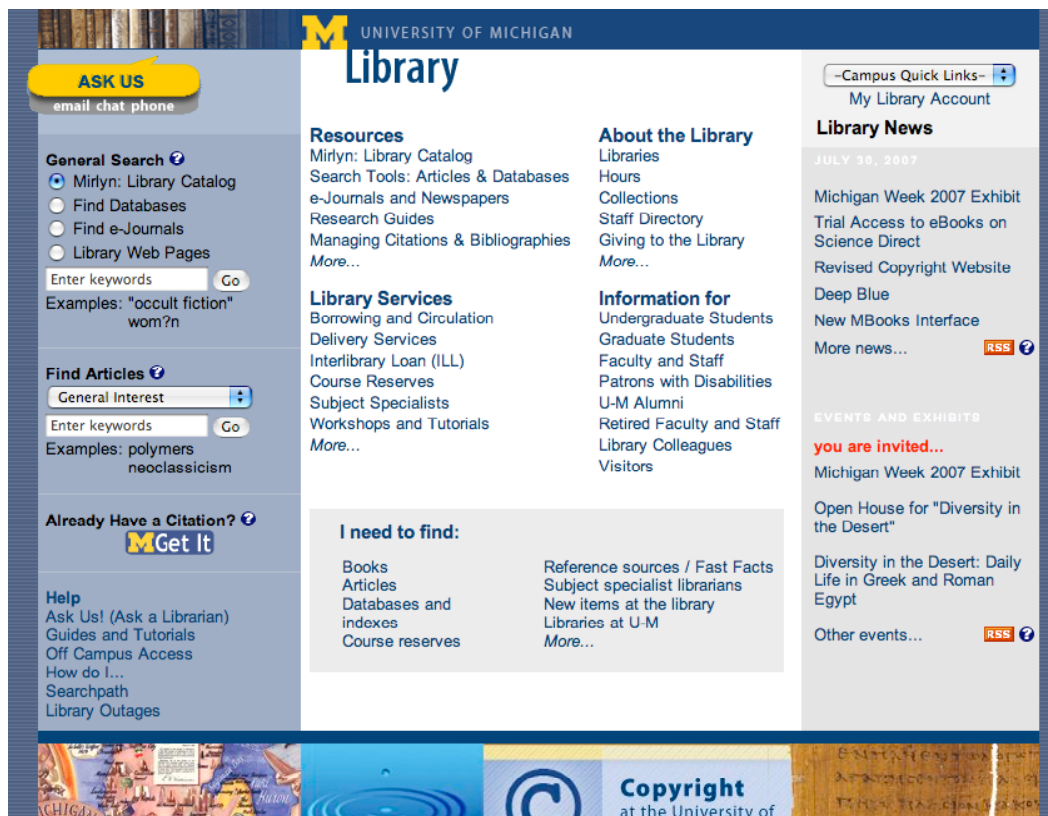 M UNIVERSITY OF MICHIGAN
Library
ASK US
email chat phone
General Search ?
Mirlyn: Library Catalog
Find Databases
Find e-Journals
Library Web Pages
Enter keywords Go
Examples: "occult fiction"
wom?n
Find Articles ?
General Interest
Enter keywords Go
Examples: polymers
neoclassicism
Already Have a Citation? ?
MGet It
Help
Ask Us! (Ask a Librarian)
Guides and Tutorials
Off Campus Access
How do I...
Searchpath
Library Outages
Resources
Mirlyn: Library Catalog
Search Tools: Articles & Databases
e-Journals and Newspapers
Research Guides
Managing Citations & Bibliographies
More...
Library Services
Borrowing and Circulation
Delivery Services
Interlibrary Loan (ILL)
Course Reserves
Subject Specialists
Workshops and Tutorials
More...
About the Library
Libraries
Hours
Collections
Staff Directory
Giving to the Library
More...
Information for
Undergraduate Students
Graduate Students
Faculty and Staff
Patrons with Disabilities
U-M Alumni
Retired Faculty and Staff
Library Colleagues
Visitors
I need to find:
Books
Articles
Databases and
indexes
Course reserves
Reference sources / Fast Facts
Subject specialist librarians
New items at the library
Libraries at U-M
More...
-Campus Quick Links-
My Library Account
Library News
JULY 30, 2007
Michigan Week 2007 Exhibit
Trial Access to eBooks on
Science Direct
Revised Copyright Website
Deep Blue
New MBooks Interface
More news... RSS ?
EVENTS AND EXHIBITS
you are invited...
Michigan Week 2007 Exhibit
Open House for "Diversity in
the Desert"
Diversity in the Desert: Daily
Life in Greek and Roman
Egypt
Other events... RSS ?
©
Copyright
at the University of